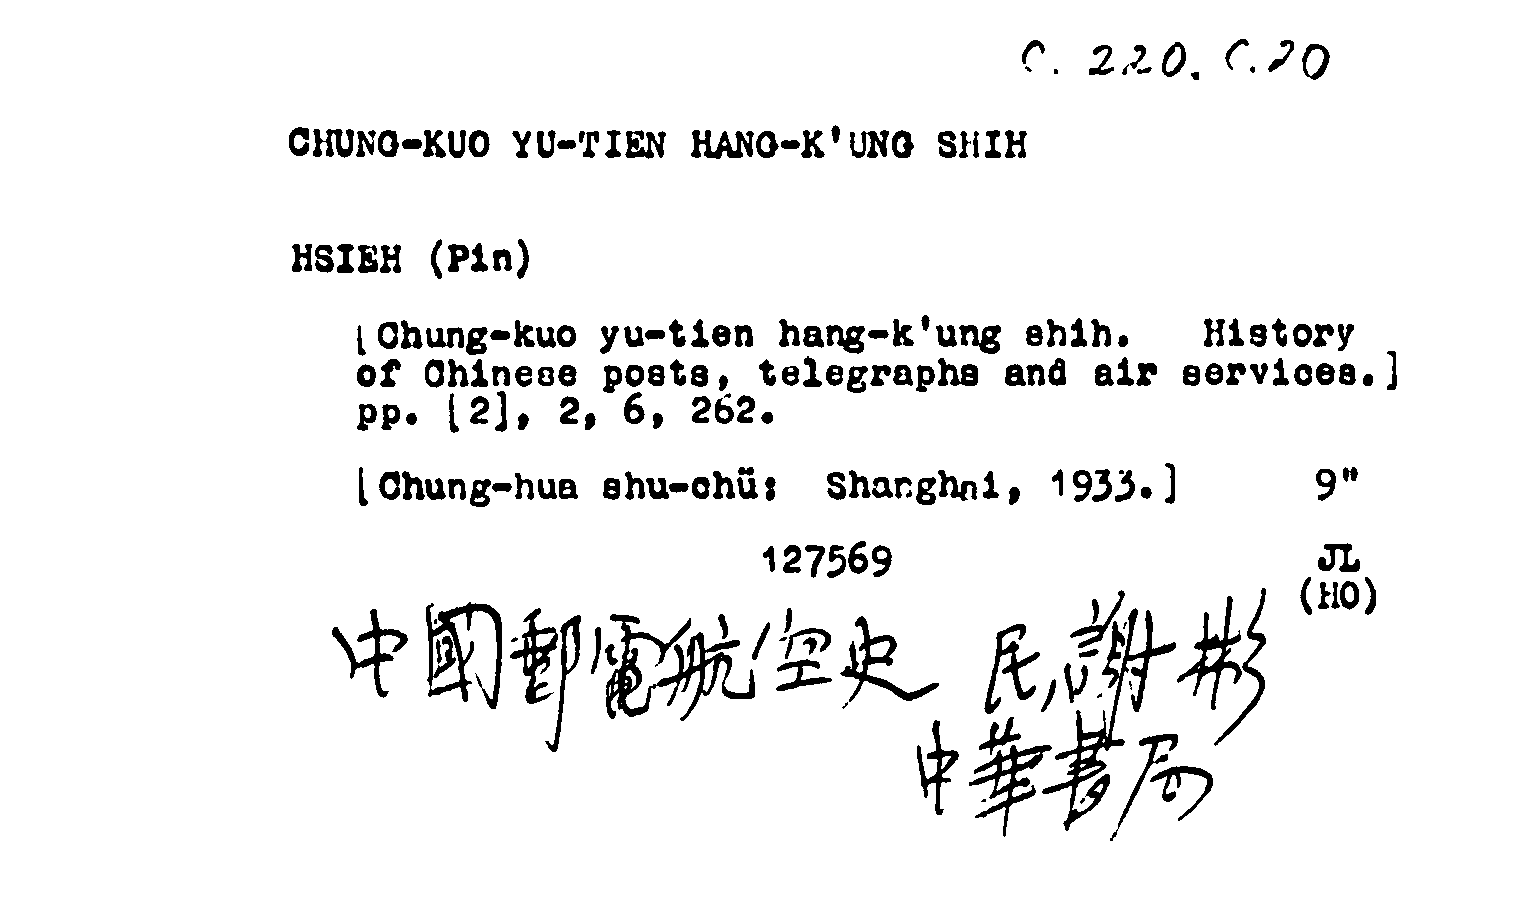 C. 220. C.20
CHUNG-KUO YU-TIEN HANG-K'UNG SHIH
HSIEH (Pin)
[Chung-kuo yu-tien hang-k'ung shih. History
of Chinese posts, telegraphs and air services.]
pp. [2], 2, 6, 262.
[Chung-hua shu-chü: Shanghai, 1933.] 9"
127569 JL
(HO)
中國郵電航空史 民,謝彬
中華書局